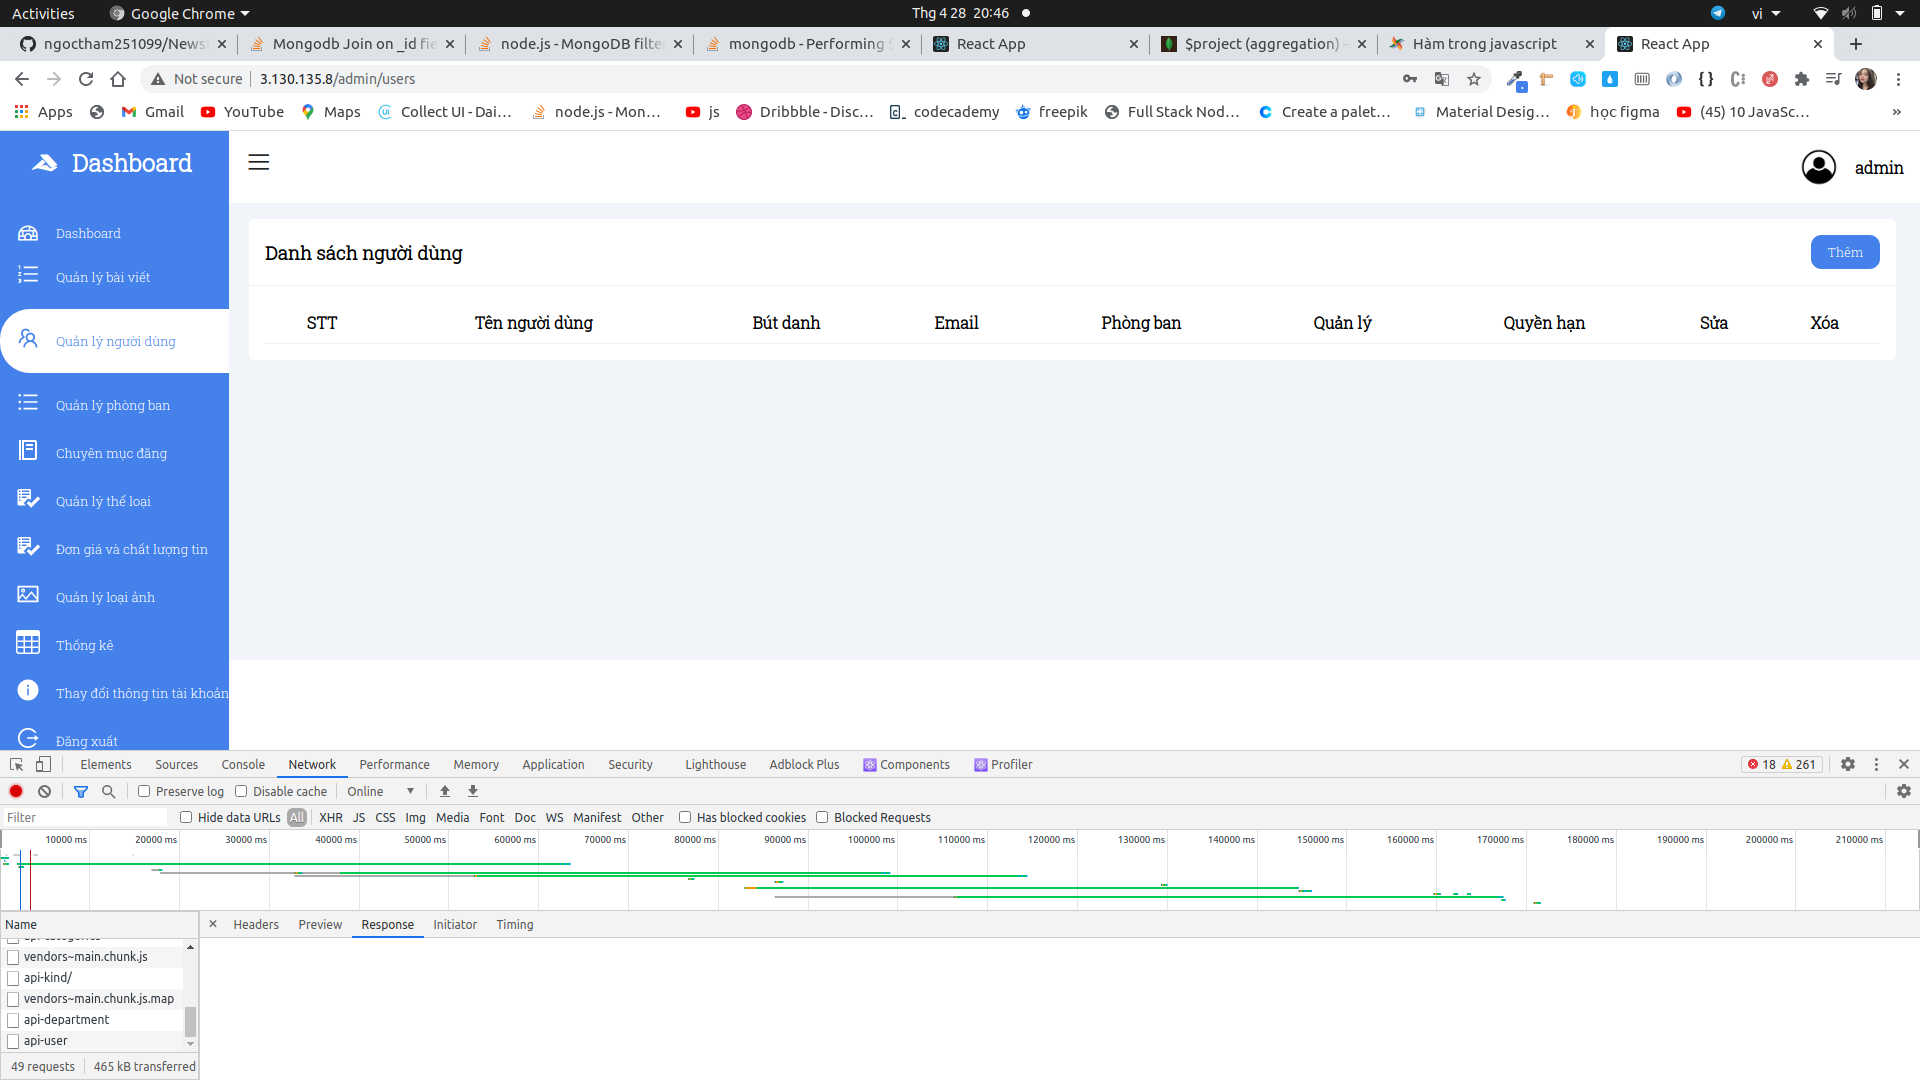 Activities
Google Chrome
Thg 4 28 20:46
vi
ngoctham251099/News
Mongodb Join on _id fie
node.js - MongoDB filte
mongodb - Performing
React App
$project (aggregation) -
Hàm trong javascript
React App
Not secure
3.130.135.8/admin/users
Apps
Gmail
YouTube
Maps
Collect UI - Dai...
node.js - Mon...
js
Dribbble - Disc...
codecademy
freepik
Full Stack Nod...
Create a palet...
Material Desig...
học figma
(45) 10 JavaSc...
»
Dashboard
admin
Dashboard
Quản lý bài viết
Quản lý người dùng
Quản lý phòng ban
Chuyên mục đăng
Quản lý thể loại
Đơn giá và chất lượng tin
Quản lý loại ảnh
Thống kê
Thay đổi thông tin tài khoản
Đăng xuất
Danh sách người dùng
Thêm
STT
Tên người dùng
Bút danh
Email
Phòng ban
Quản lý
Quyền hạn
Sửa
Xóa
Elements
Sources
Console
Network
Performance
Memory
Application
Security
Lighthouse
Adblock Plus
Components
Profiler
18
261
Preserve log
Disable cache
Online
Filter
Hide data URLs
All
XHR
JS
CSS
Img
Media
Font
Doc
WS
Manifest
Other
Has blocked cookies
Blocked Requests
10000 ms
20000 ms
30000 ms
40000 ms
50000 ms
60000 ms
70000 ms
80000 ms
90000 ms
100000 ms
110000 ms
120000 ms
130000 ms
140000 ms
150000 ms
160000 ms
170000 ms
180000 ms
190000 ms
200000 ms
210000 ms
Name
Headers
Preview
Response
Initiator
Timing
vendors~main.chunk.js
api-kind/
vendors~main.chunk.js.map
api-department
api-user
49 requests
465 kB transferred